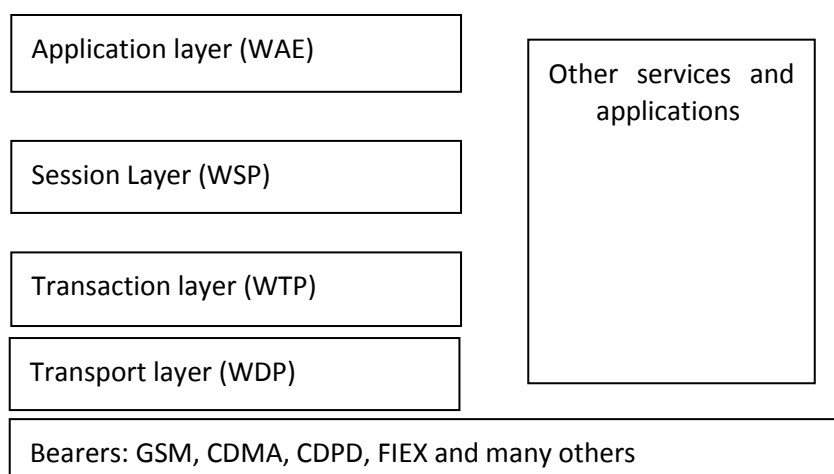 Application layer (WAE)
Other services and
applications
Session Layer (WSP)
Transaction layer (WTP)
Transport layer (WDP)
Bearers: GSM, CDMA, CDPD, FIEX and many others